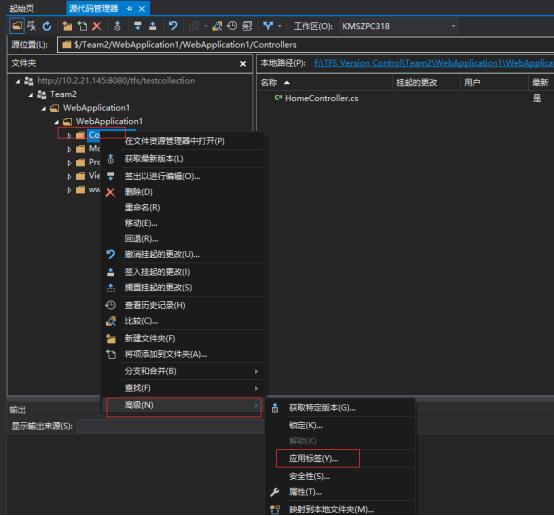 起始页
源代码管理器
工作区(O):
KMSZPC318
源位置(L):
$/Team2/WebApplication1/WebApplication1/Controllers
文件夹
本地路径(P):
F:\TFS Version Control\Team2\WebApplication1\WebApplica
名称
挂起的更改
用户
最新
http://10.2.21.145:8080/tfs/testcollection
HomeController.cs
是
Team2
WebApplication1
WebApplication1
Co
Mo
Pro
Vie
ww
在文件资源管理器中打开(P)
获取最新版本(L)
签出以进行编辑(O)...
删除(D)
重命名(R)
移动(E)...
回退(R)...
撤消挂起的更改(U)...
签入挂起的更改(I)
搁置挂起的更改(S)
查看历史记录(H)
比较(C)...
新建文件夹(F)
将项添加到文件夹(A)...
分支和合并(B)
查找(F)
高级(N)
输出
显示输出来源(S):
获取特定版本(G)...
锁定(K)...
解锁(K)
应用标签(Y)...
安全性(S)...
属性(T)...
映射到本地文件夹(M)...